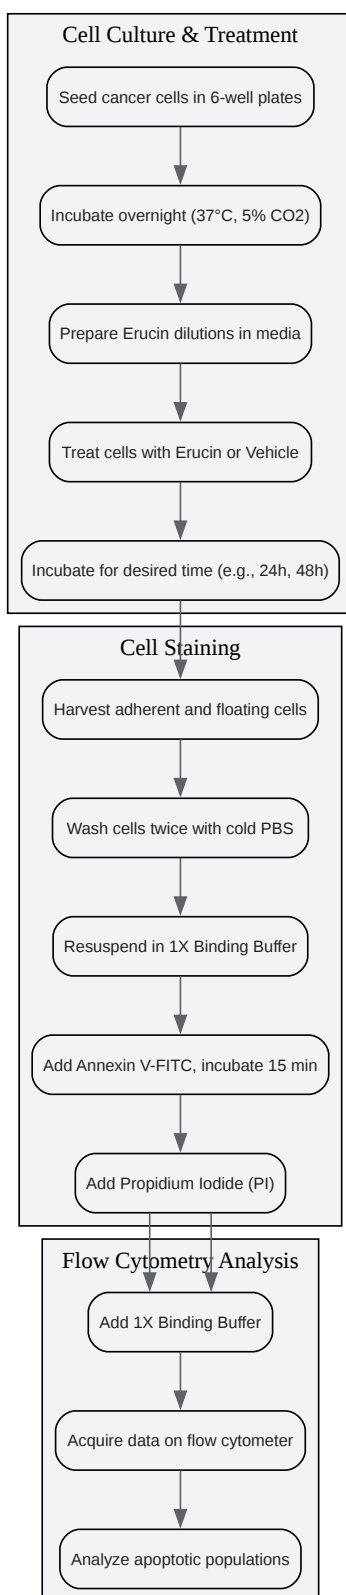 Cell Culture & Treatment
Seed cancer cells in 6-well plates
Incubate overnight (37°C, 5% CO2)
Prepare Erucin dilutions in media
Treat cells with Erucin or Vehicle
Incubate for desired time (e.g., 24h, 48h)
Cell Staining
Harvest adherent and floating cells
Wash cells twice with cold PBS
Resuspend in 1X Binding Buffer
Add Annexin V-FITC, incubate 15 min
Add Propidium Iodide (PI)
Flow Cytometry Analysis
Add 1X Binding Buffer
Acquire data on flow cytometer
Analyze apoptotic populations